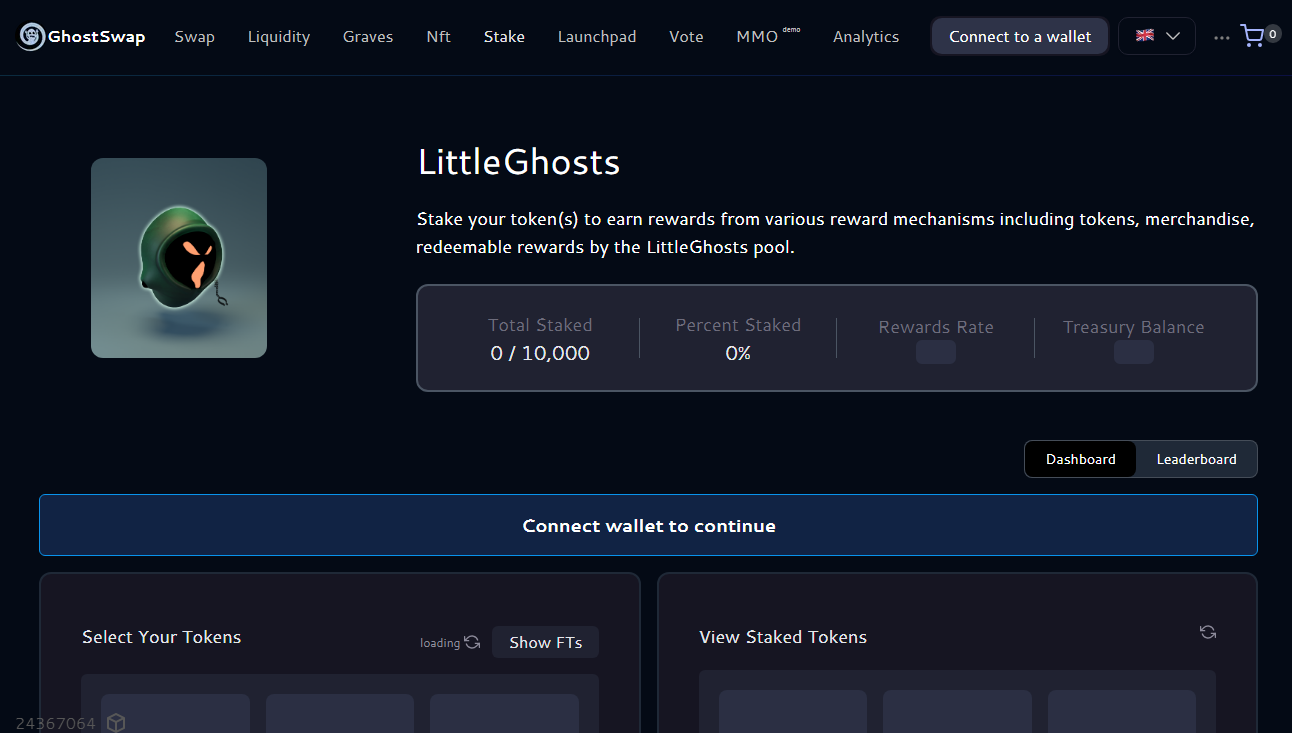 GhostSwap Swap Liquidity Graves Nft Stake Launchpad Vote MMO demo Analytics Connect to a wallet 0
LittleGhosts
Stake your token(s) to earn rewards from various reward mechanisms including tokens, merchandise,
redeemable rewards by the LittleGhosts pool.
Total Staked Percent Staked Rewards Rate Treasury Balance
0 / 10,000 0%
Dashboard Leaderboard
Connect wallet to continue
Select Your Tokens loading Show FTs View Staked Tokens
24367064